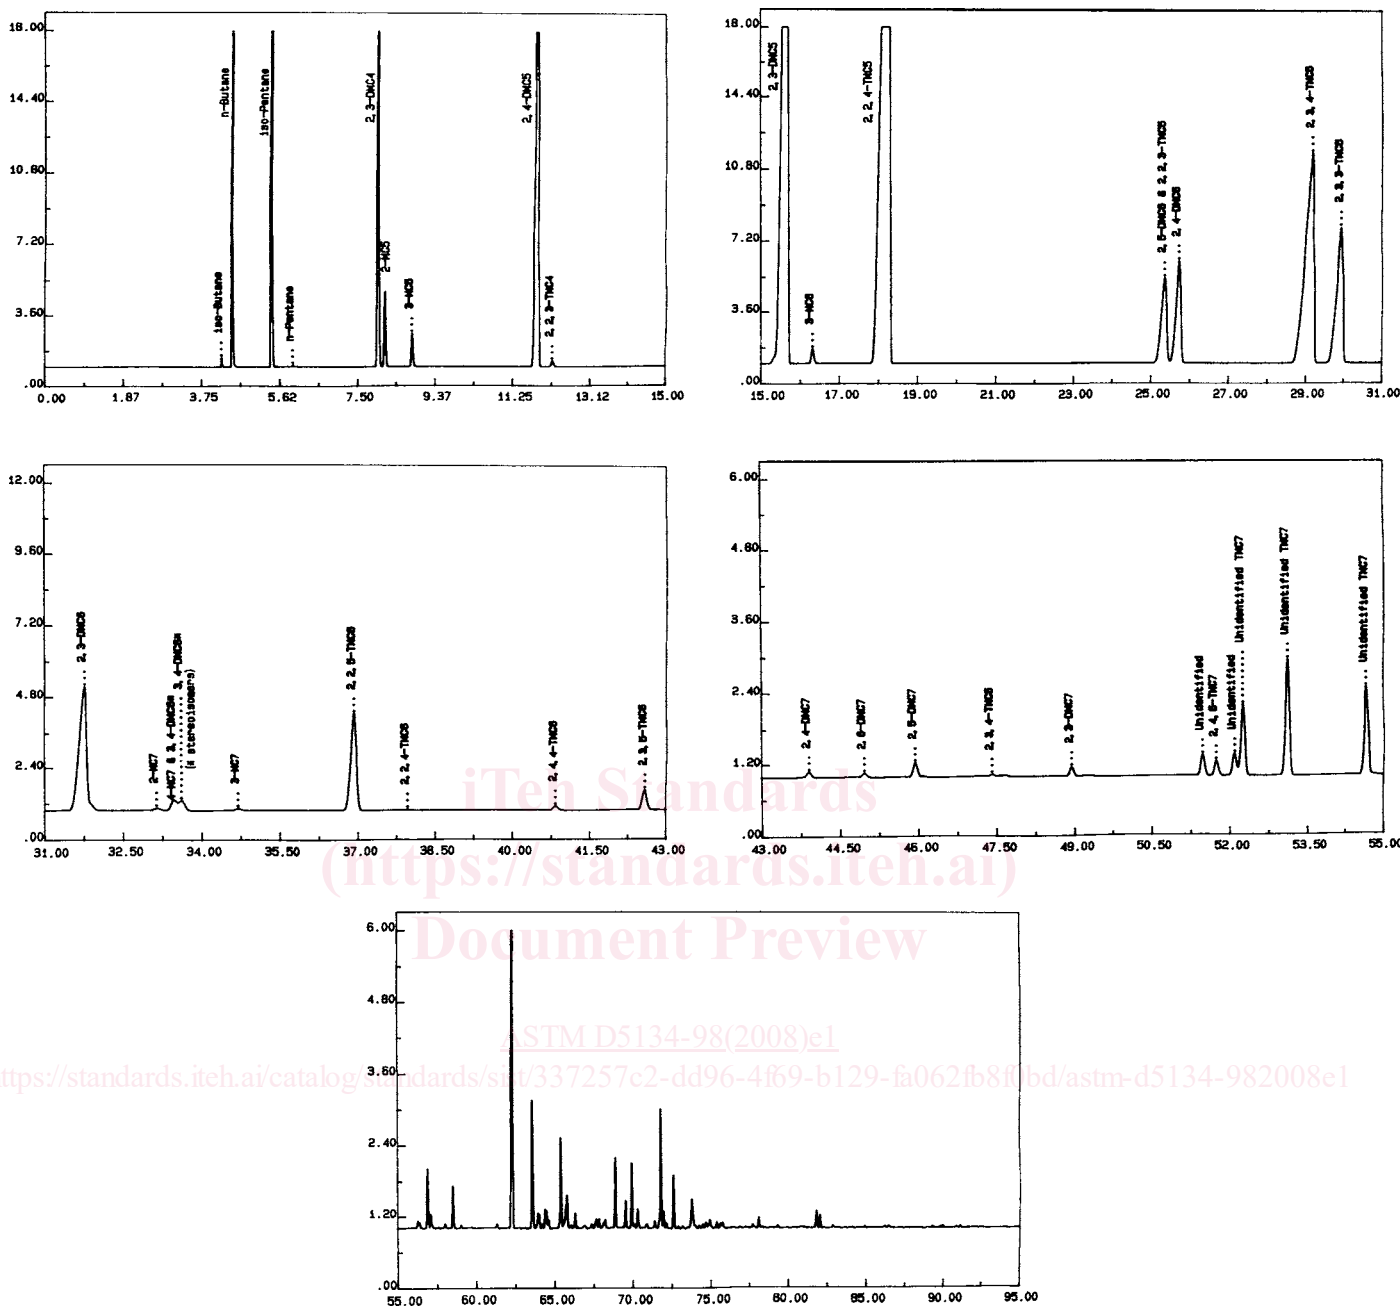 18.00
14.40
10.80
7.20
3.60
.00
0.00 1.87 3.75 5.62 7.50 9.37 11.25 13.12 15.00
iso-Butane
n-Butane
iso-Pentane
n-Pentane
2,3-DMC4
2-MC5
3-MC5
2,4-DMC5
2,2,3-TMC4
18.00
14.40
10.80
7.20
3.60
.00
15.00 17.00 19.00 21.00 23.00 25.00 27.00 29.00 31.00
2,3-DMC5
3-MC6
2,2,4-TMC5
2,5-DMC6 & 2,2,3-TMC5
2,4-DMC6
2,3,4-TMC5
2,3,3-TMC5
12.00
9.60
7.20
4.80
2.40
.00
31.00 32.50 34.00 35.50 37.00 38.50 40.00 41.50 43.00
2,3-DMC6
2-MC7
4-MC7 & 3,4-DMC6*
3,4-DMC6*
(* stereoisomers)
3-MC7
2,2,5-TMC6
2,2,4-TMC6
2,4,4-TMC6
2,3,5-TMC6
6.00
4.80
3.60
2.40
1.20
.00
43.00 44.50 46.00 47.50 49.00 50.50 52.00 53.50 55.00
2,4-DMC7
2,6-DMC7
2,5-DMC7
2,3,4-TMC6
2,3-DMC7
Unidentified
2,4,6-TMC7
Unidentified
Unidentified TMC7
Unidentified TMC7
Unidentified TMC7
iTeh Standards
(https://standards.iteh.ai)
Document Preview
6.00
4.80
3.60
2.40
1.20
.00
55.00 60.00 65.00 70.00 75.00 80.00 85.00 90.00 95.00
ASTM D5134-98(2008)e1
ttps://standards.iteh.ai/catalog/standards/sist/337257c2-dd96-4f69-b129-fa062fb8f0bd/astm-d5134-982008e1